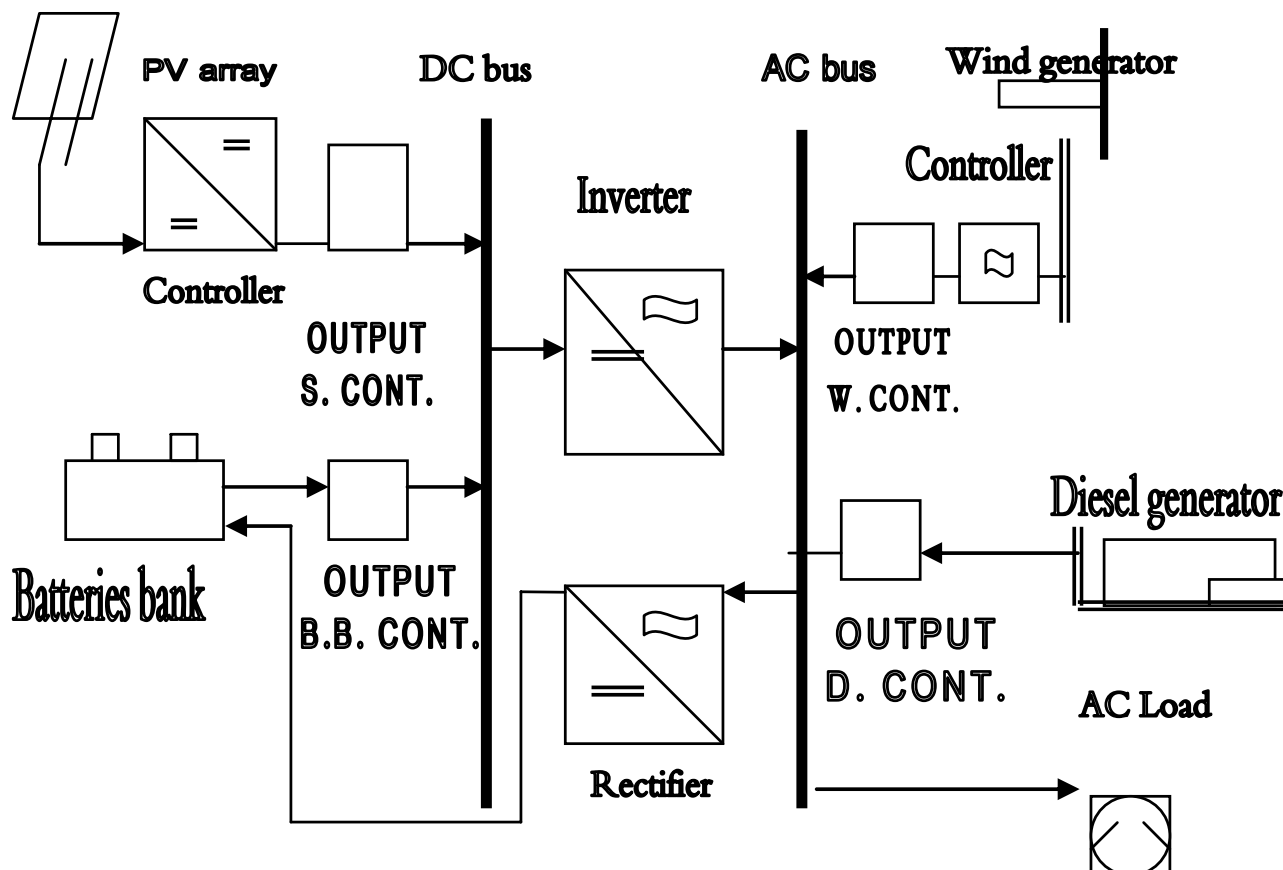 PV array
DC bus
AC bus
Wind generator
Controller
Inverter
Controller
OUTPUT
S. CONT.
OUTPUT
W. CONT.
Diesel generator
Batteries bank
OUTPUT
B.B. CONT.
OUTPUT
D. CONT.
AC Load
Rectifier